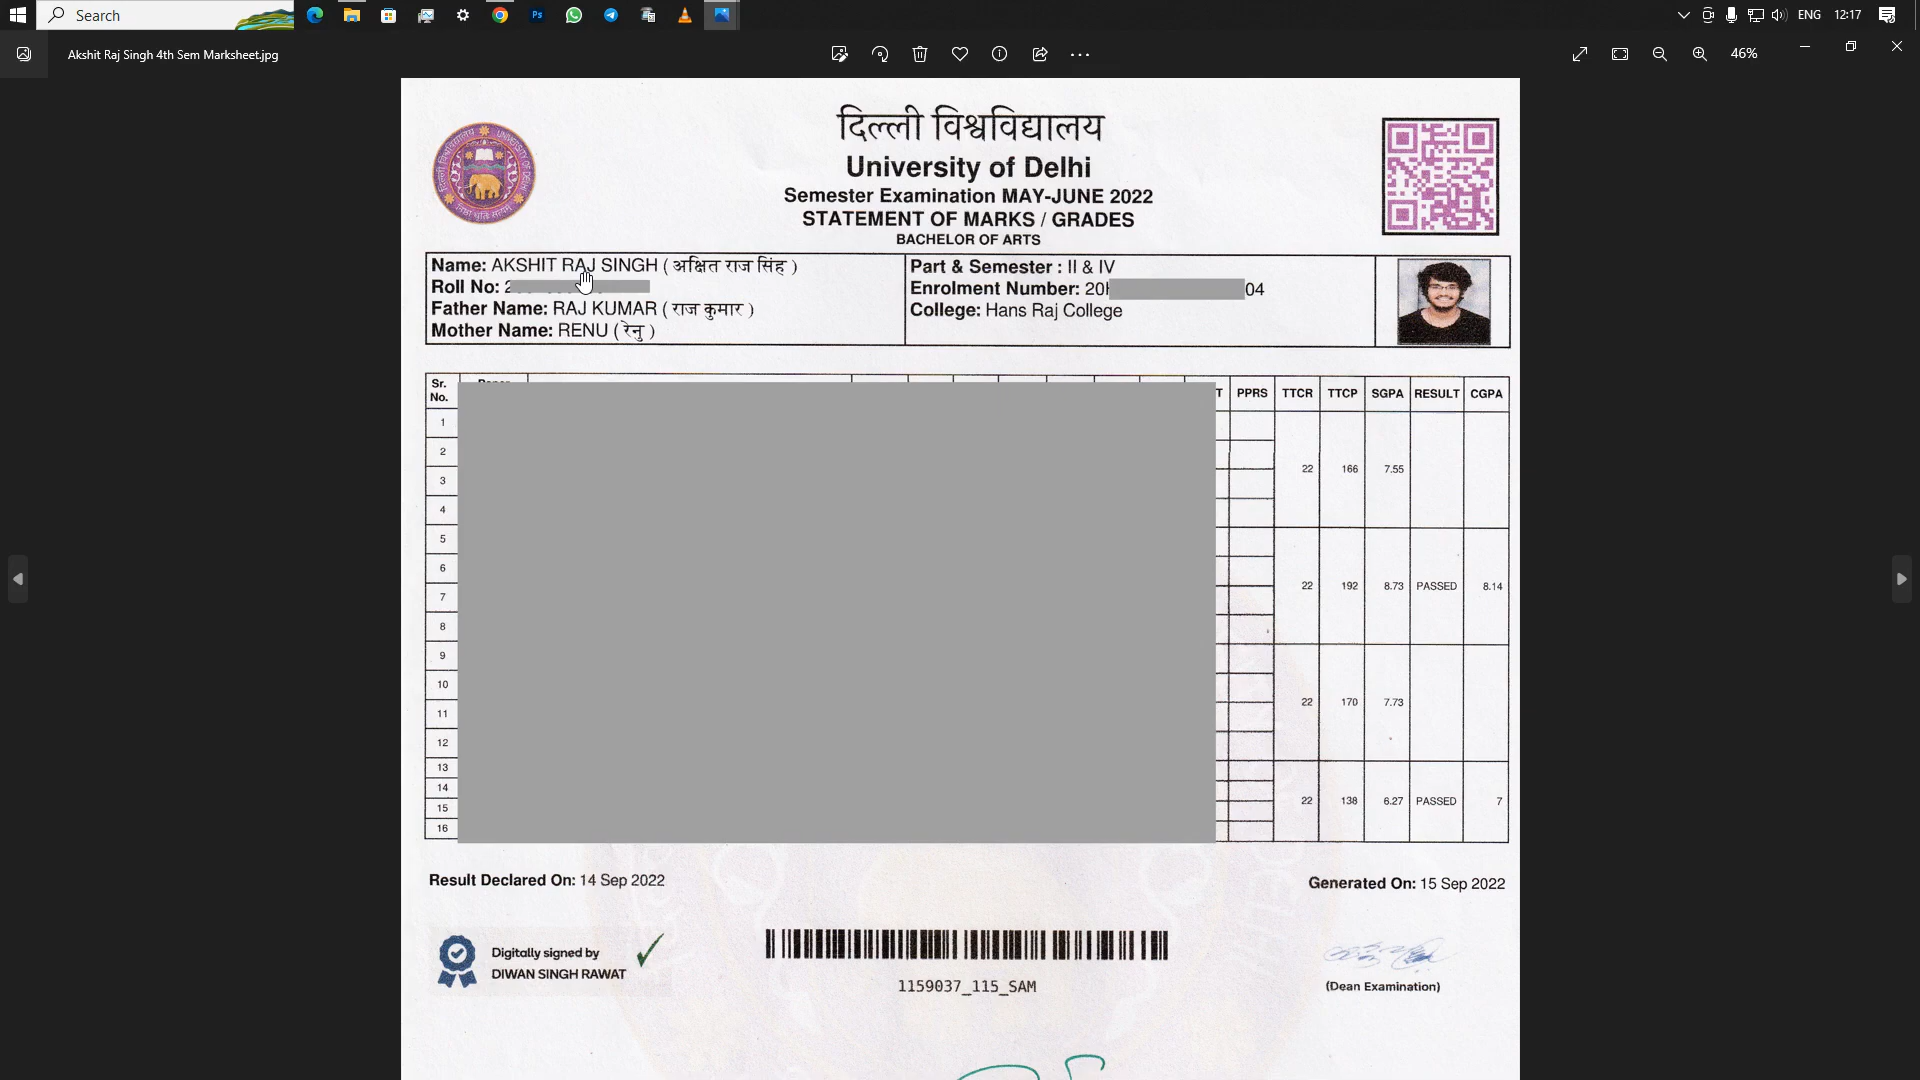 Search
ENG
12:17
Akshit Raj Singh 4th Sem Marksheet.jpg
46%
दिल्ली विश्वविद्यालय
University of Delhi
Semester Examination MAY-JUNE 2022
STATEMENT OF MARKS / GRADES
BACHELOR OF ARTS
Name: AKSHIT RAJ SINGH ( अक्षित राज सिंह )
Roll No:
Father Name: RAJ KUMAR ( राज कुमार )
Mother Name: RENU ( रेनु )
Part & Semester : II & IV
Enrolment Number: 20 04
College: Hans Raj College
Sr. No. T PPRS TTCR TTCP SGPA RESULT CGPA
1
2
3
22 166 7.55
4
5
6
7
22 192 8.73 PASSED 8.14
8
9
10
11
22 170 7.73
12
13
14
15
22 138 6.27 PASSED 7
16
Result Declared On: 14 Sep 2022
Generated On: 15 Sep 2022
Digitally signed by
DIWAN SINGH RAWAT
1159037_115_SAM
(Dean Examination)